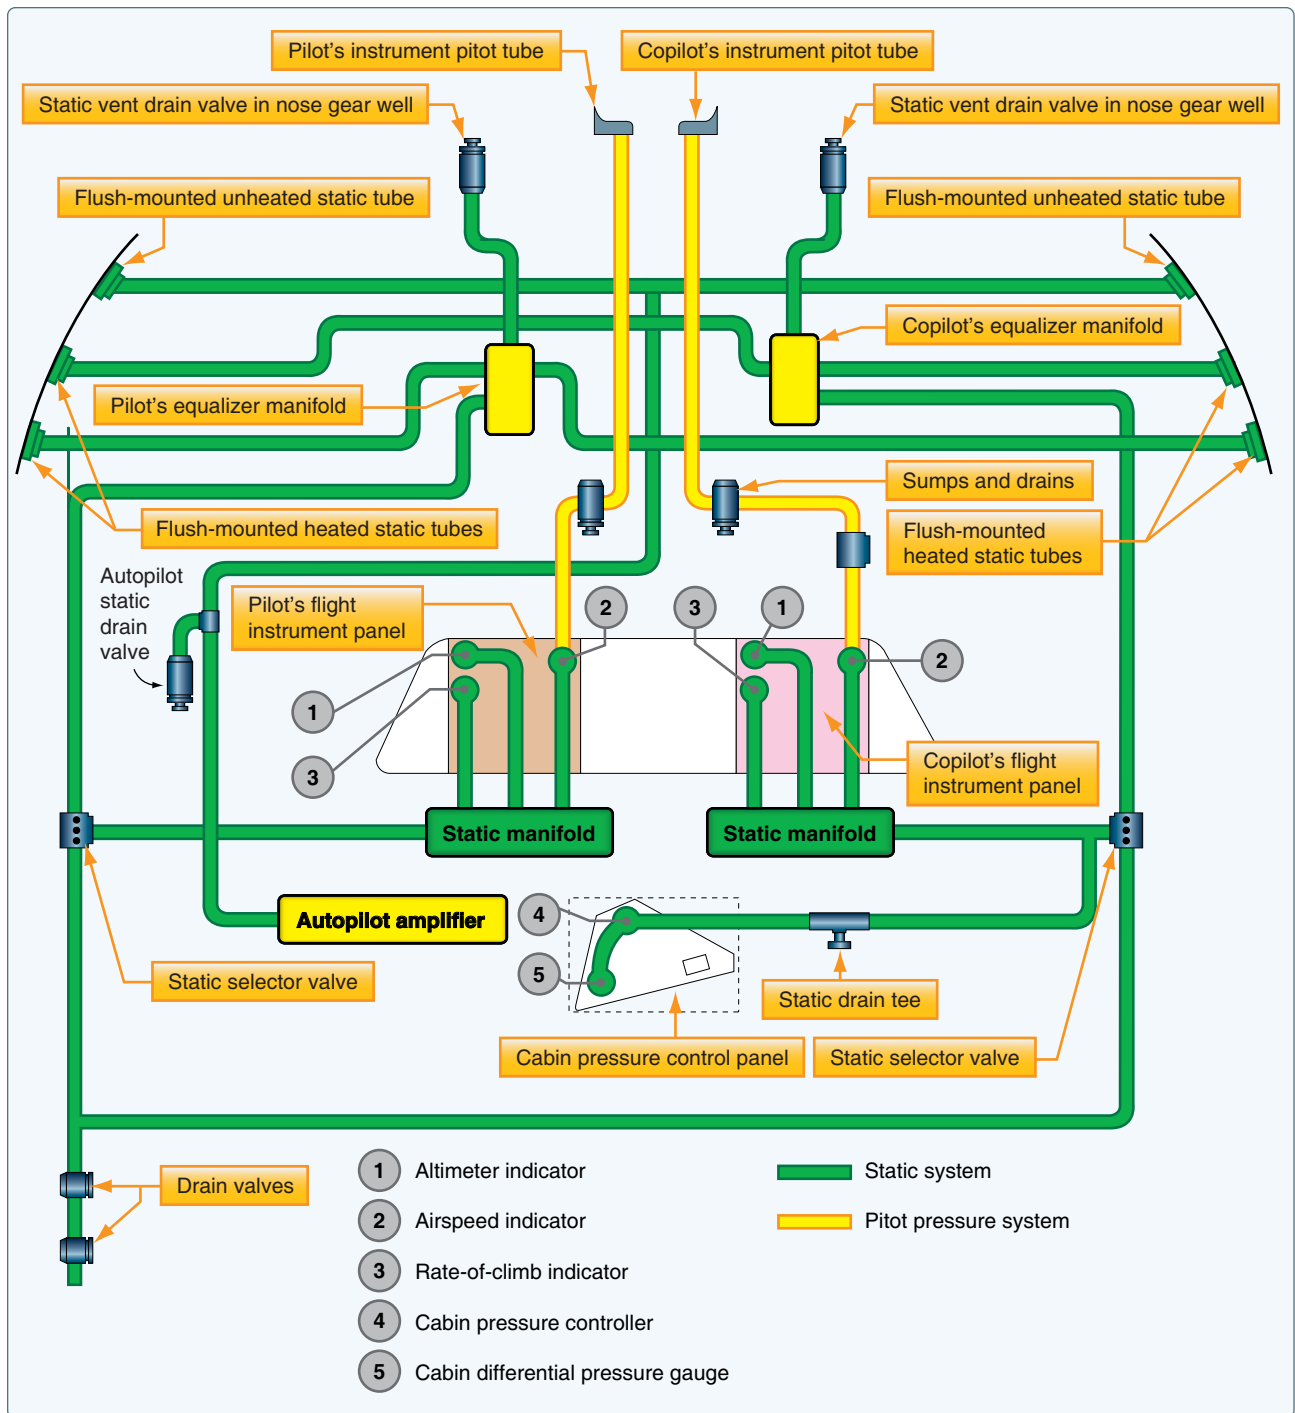 Pilot's instrument pitot tube
Copilot's instrument pitot tube
Static vent drain valve in nose gear well
Static vent drain valve in nose gear well
Flush-mounted unheated static tube
Flush-mounted unheated static tube
Copilot's equalizer manifold
Pilot's equalizer manifold
Sumps and drains
Flush-mounted heated static tubes
Flush-mounted
heated static tubes
Autopilot
static
drain
valve
Pilot's flight
instrument panel
2
3
1
2
1
3
Copilot's flight
instrument panel
Static manifold
Static manifold
Autopilot amplifier
4
5
Static selector valve
Static drain tee
Cabin pressure control panel
Static selector valve
Drain valves
1 Altimeter indicator
2 Airspeed indicator
3 Rate-of-climb indicator
4 Cabin pressure controller
5 Cabin differential pressure gauge
Static system
Pitot pressure system